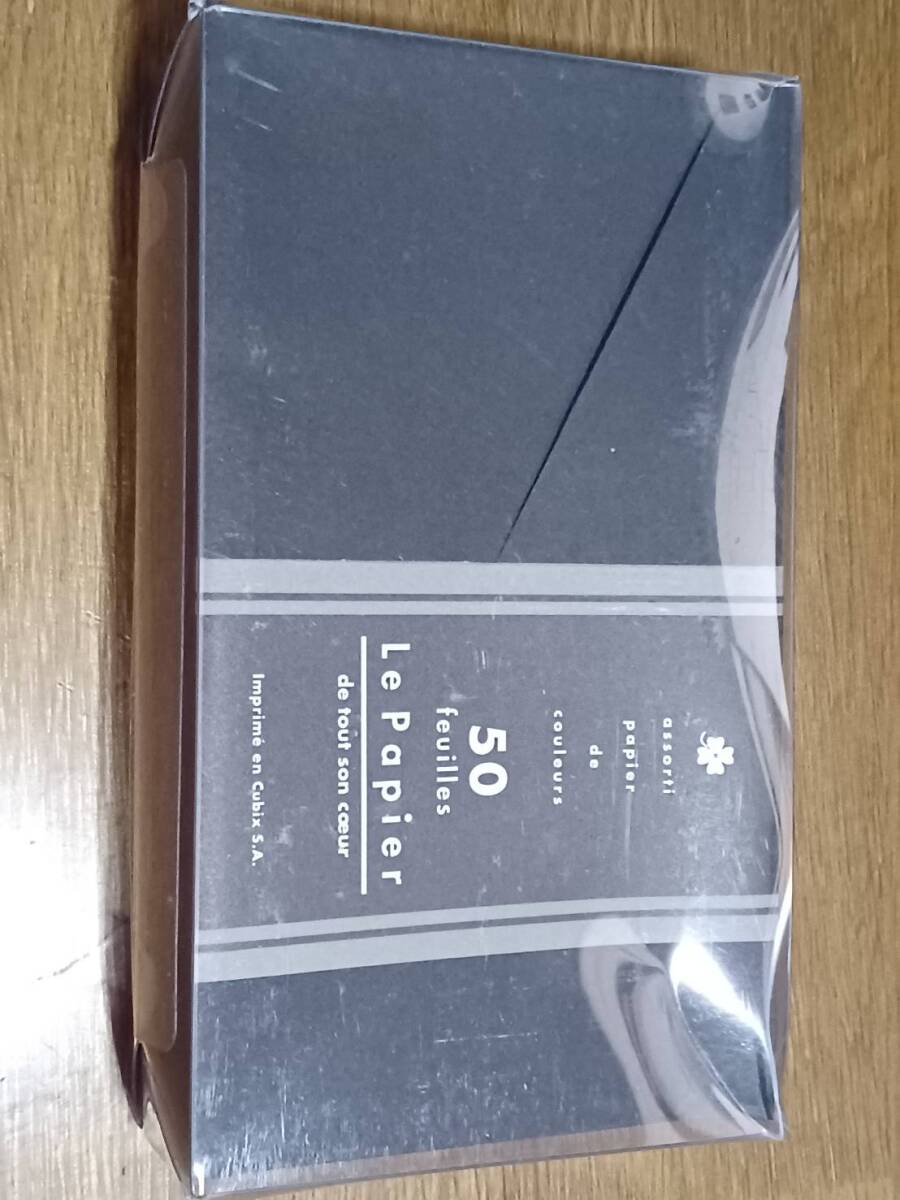 assorti
papier
de
couleurs
50
feuilles
Le Papier
de tout son cœur
Imprimé en Cubix S.A.